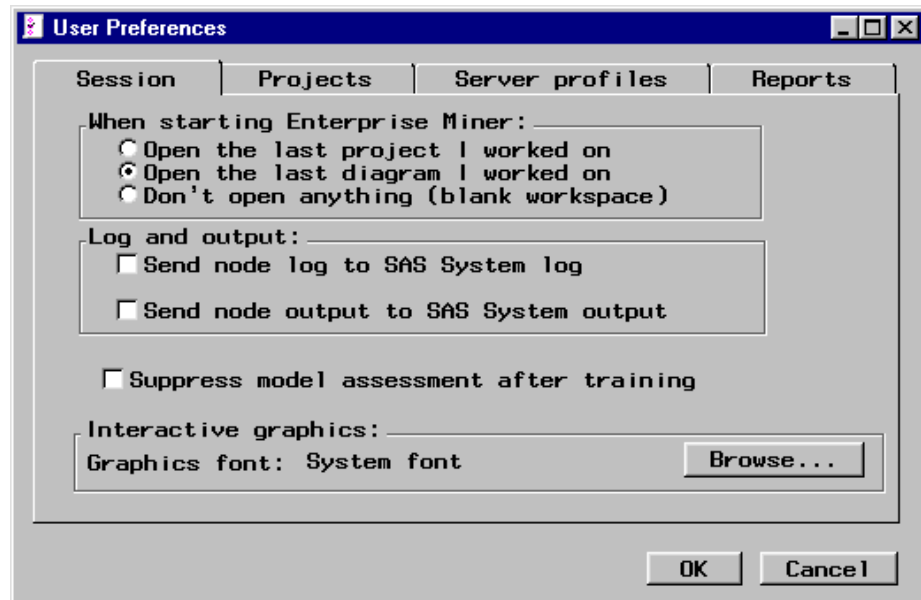 User Preferences
Session Projects Server profiles Reports
When starting Enterprise Miner:
Open the last project I worked on
Open the last diagram I worked on
Don't open anything (blank workspace)
Log and output:
Send node log to SAS System log
Send node output to SAS System output
Suppress model assessment after training
Interactive graphics:
Graphics font: System font Browse...
OK Cancel